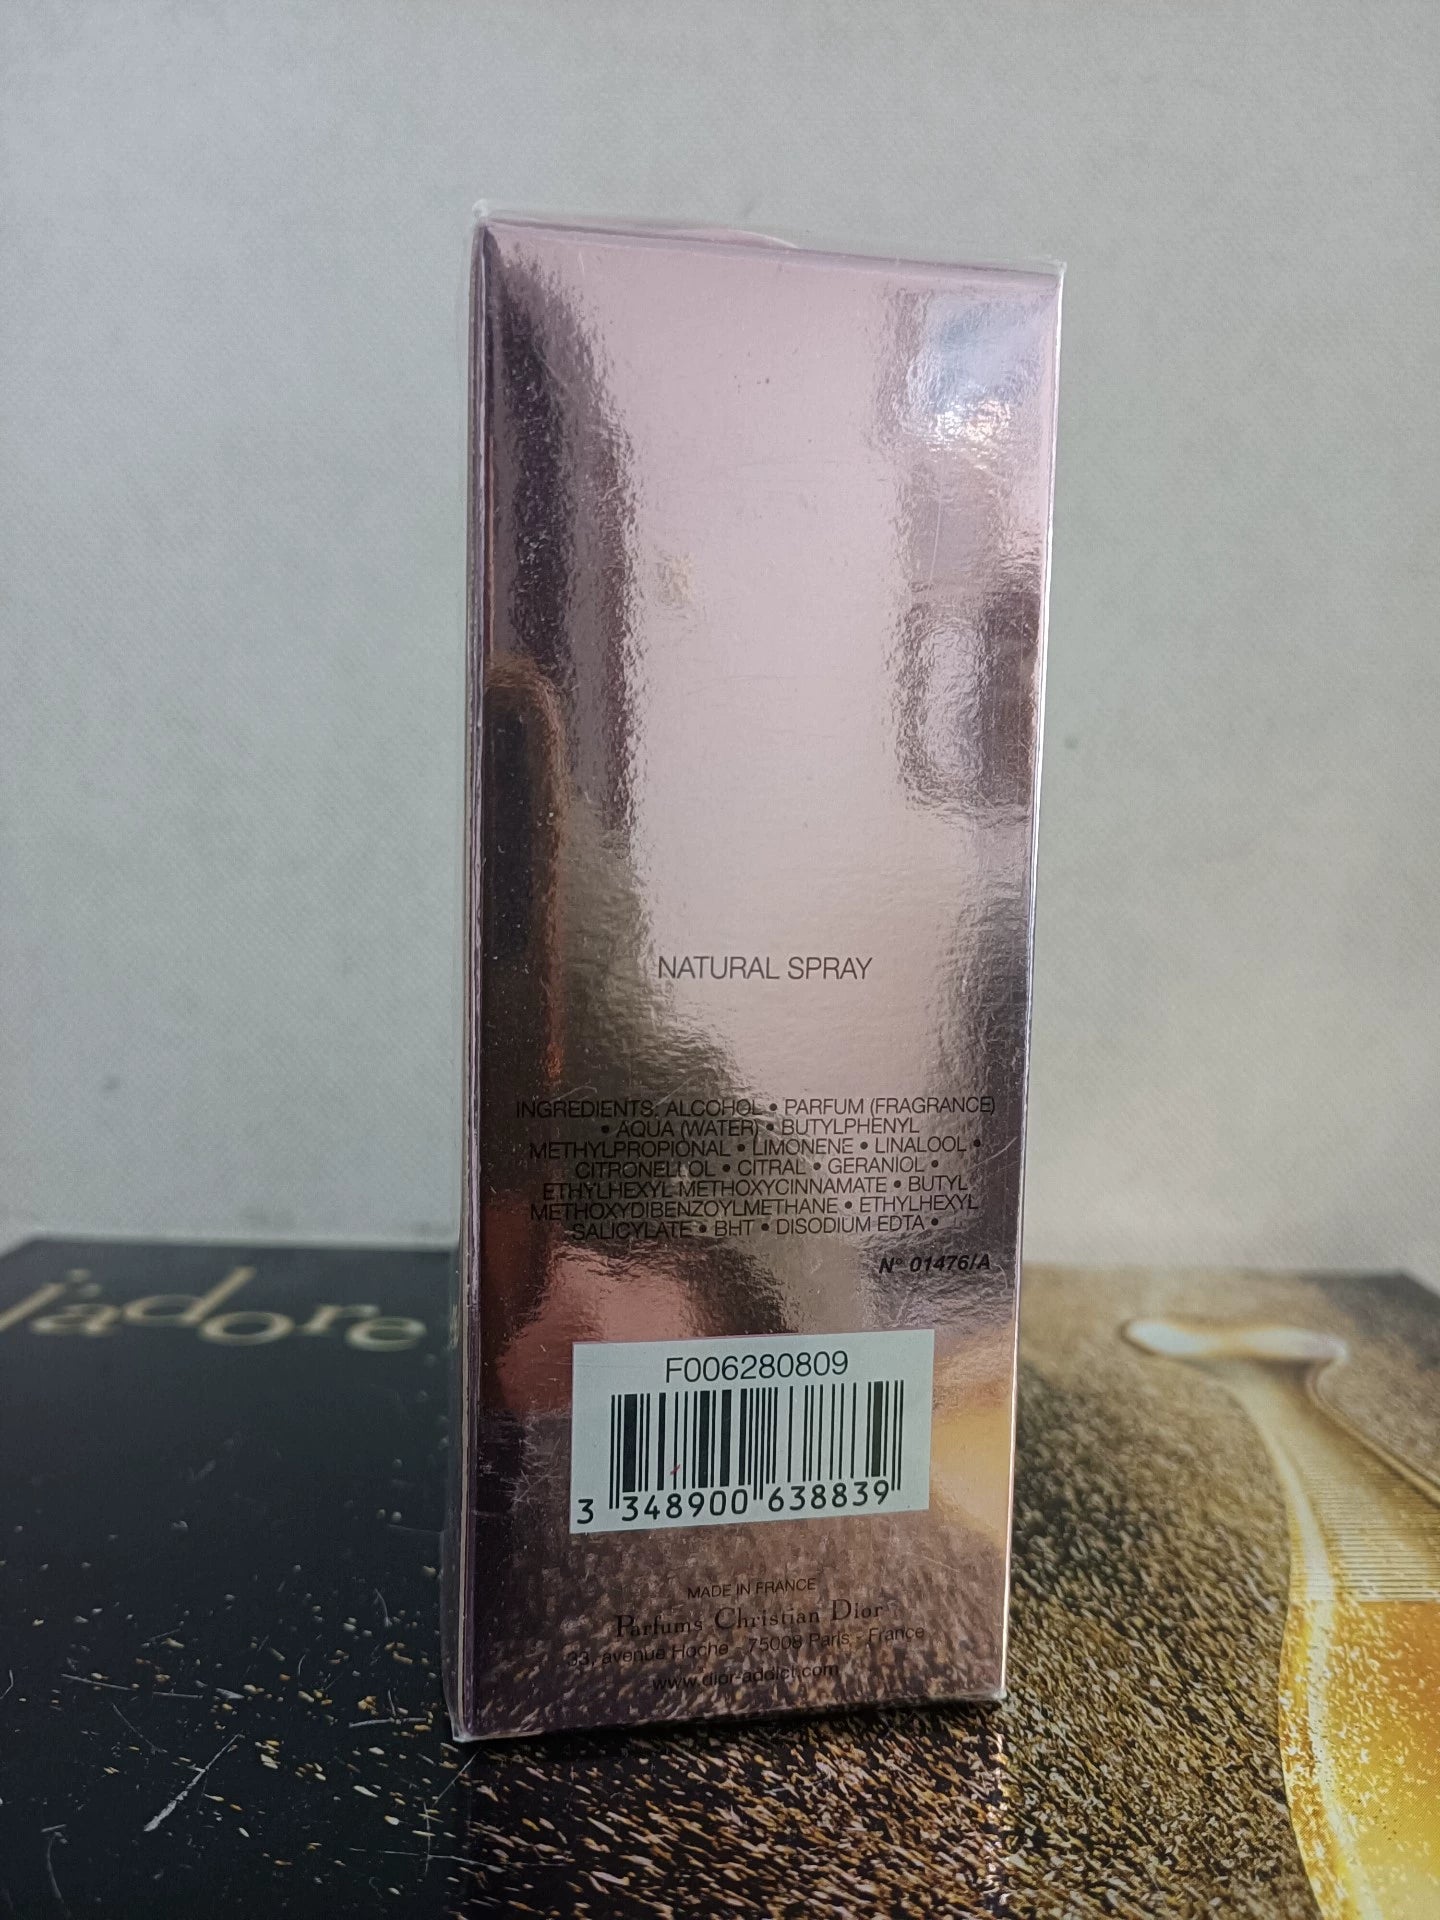 NATURAL SPRAY
INGREDIENTS: ALCOHOL • PARFUM (FRAGRANCE)
• AQUA (WATER) • BUTYLPHENYL
METHYLPROPIONAL • LIMONENE • LINALOOL •
CITRONELLOL • CITRAL • GERANIOL •
ETHYLHEXYL METHOXYCINNAMATE • BUTYL
METHOXYDIBENZOYLMETHANE • ETHYLHEXYL
SALICYLATE • BHT • DISODIUM EDTA •
N° 01476/A
j'adore
F006280809
3 348900 638839
MADE IN FRANCE
Parfums Christian Dior
33, avenue Hoche - 75008 Paris - France
www.dior-addict.com